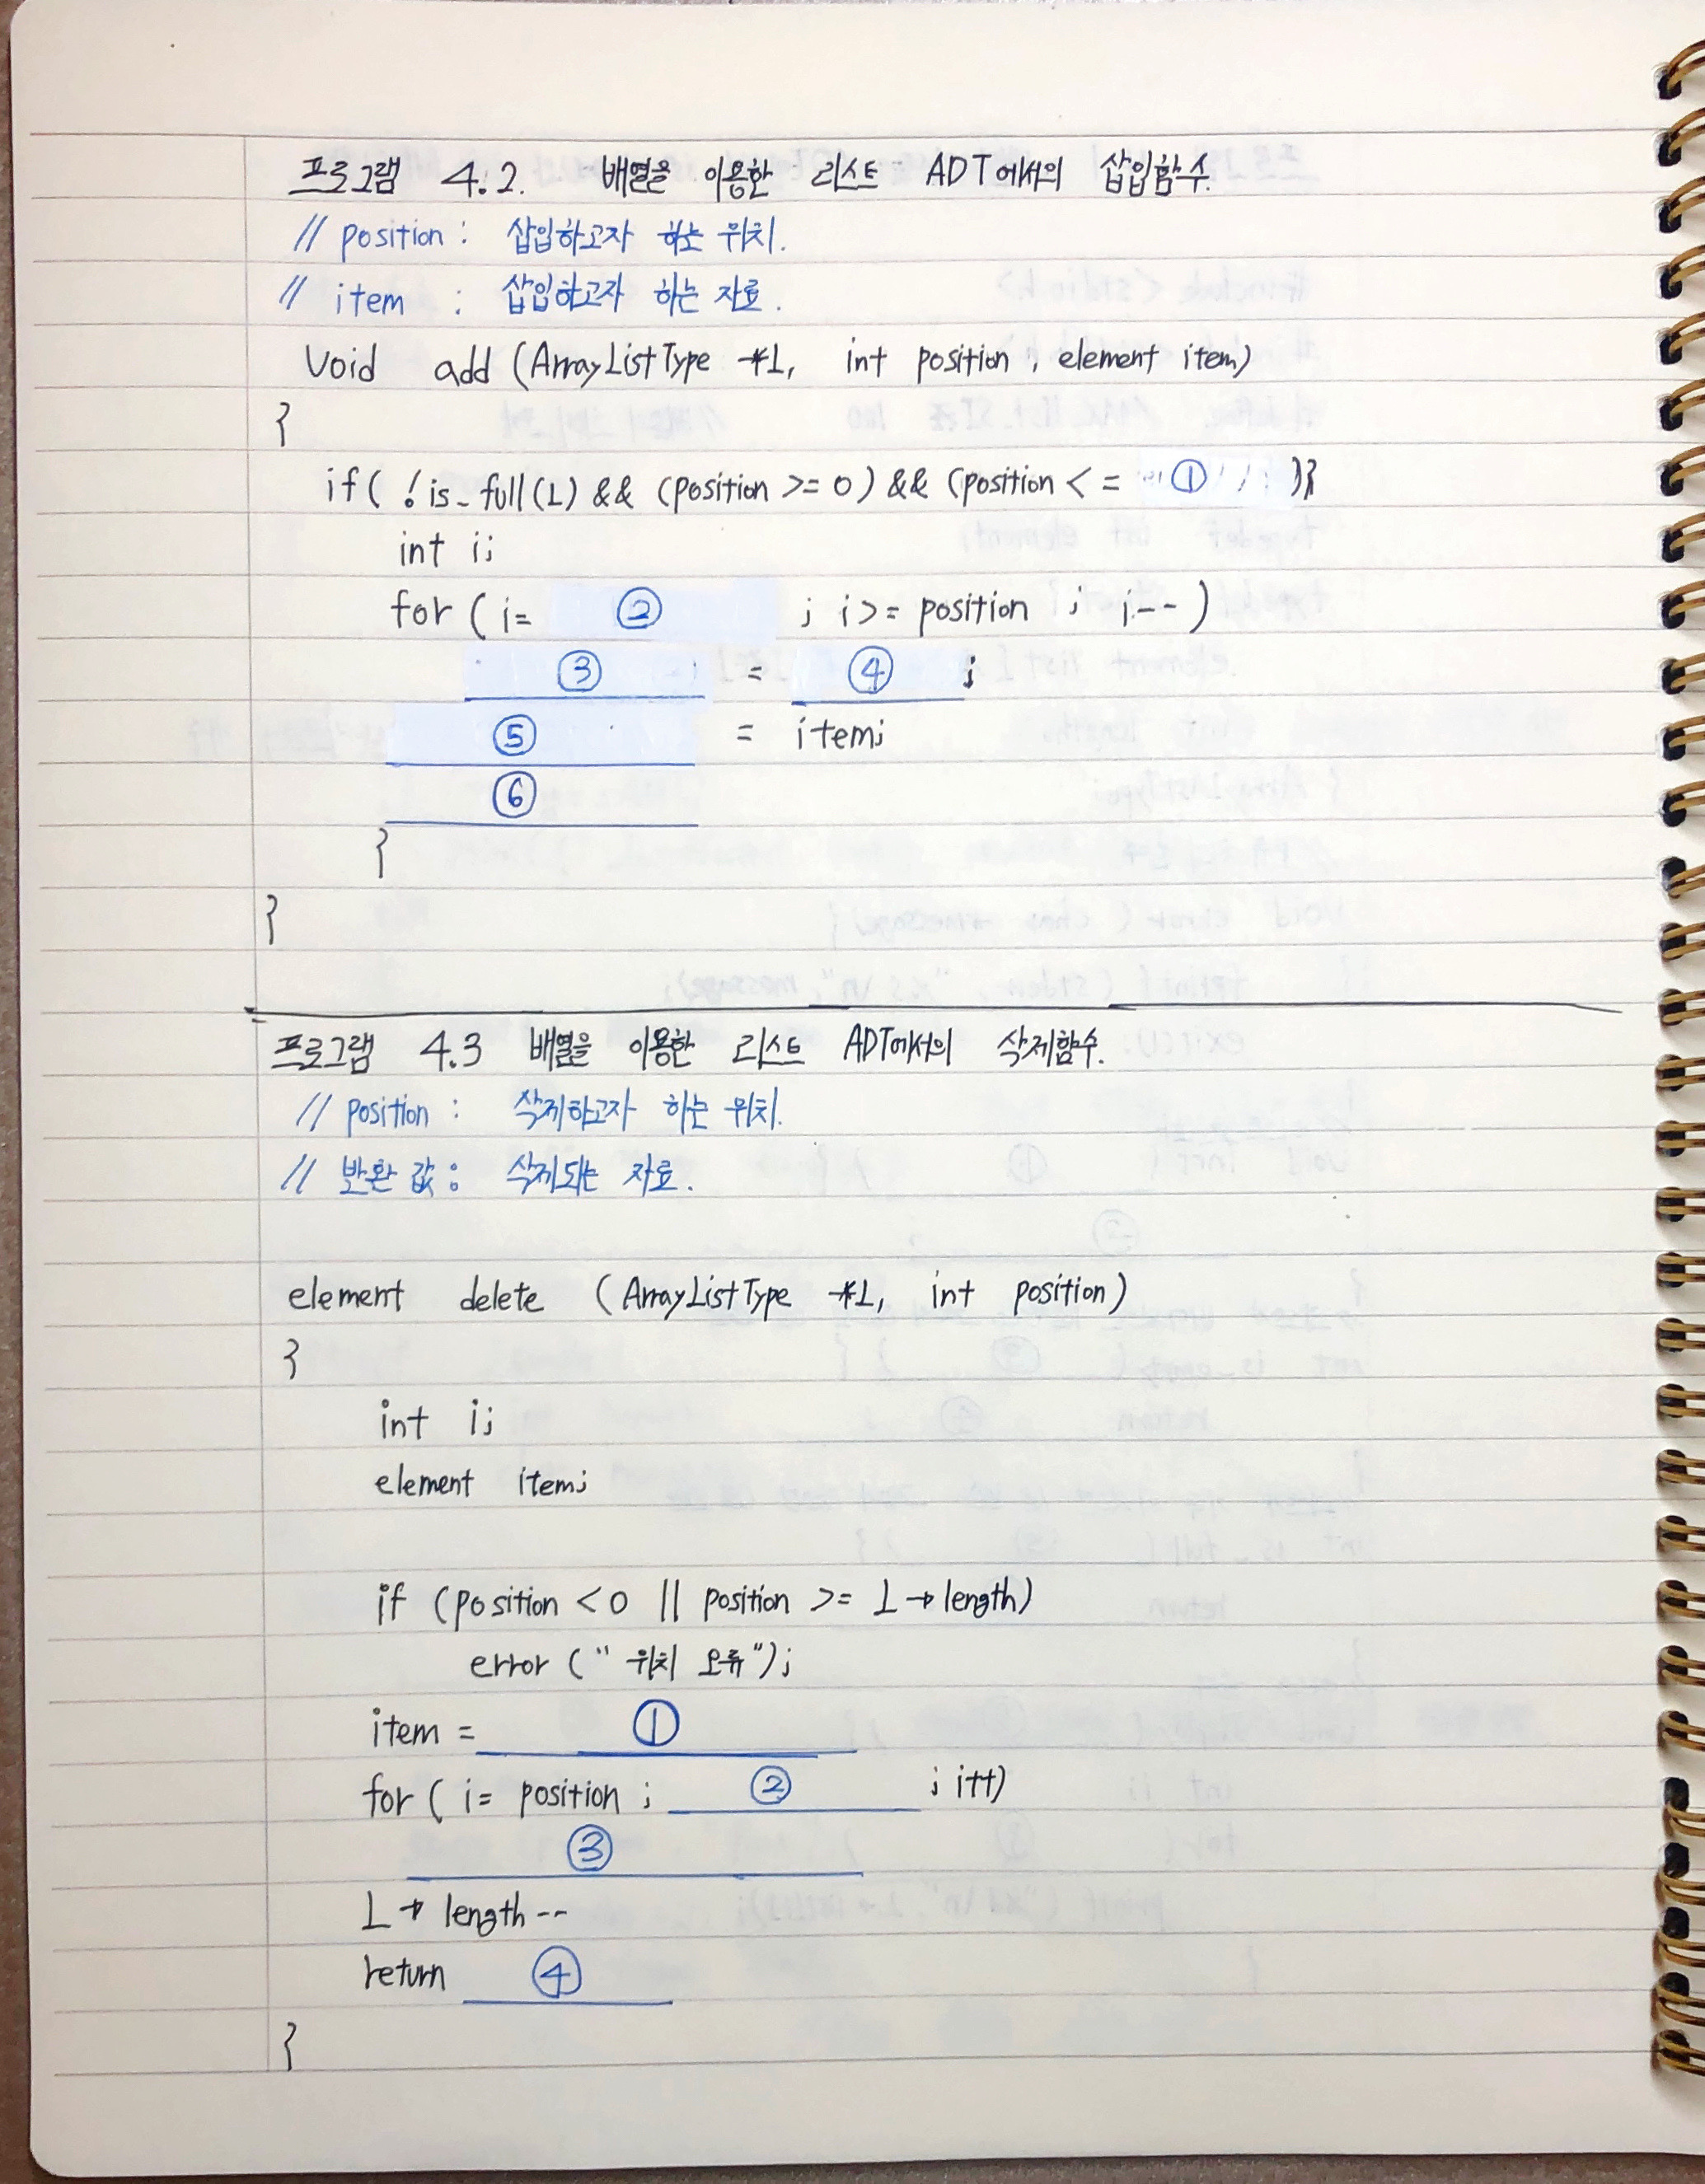 프로그램 4.2. 배열을 이용한 리스트 ADT에서의 삽입함수.
// position : 삽입하고자 하는 위치.
// item : 삽입하고자 하는 자료.
void add (ArrayListType *L, int position, element item)
{
if( !is_full(L) && (position >= 0) && (position <= ① )){
int i;
for ( i= ② ; i >= position ; i-- )
③ = ④ ;
⑤ = item;
⑥
}
}
프로그램 4.3 배열을 이용한 리스트 ADT에서의 삭제함수.
// position : 삭제하고자 하는 위치.
// 반환값 : 삭제되는 자료.
element delete (ArrayListType *L, int position)
{
int i;
element item;
if (position < 0 || position >= L→length)
error (" 위치 오류");
item = ①
for ( i= position ; ② ; i++)
③
L→length--
return ④
}